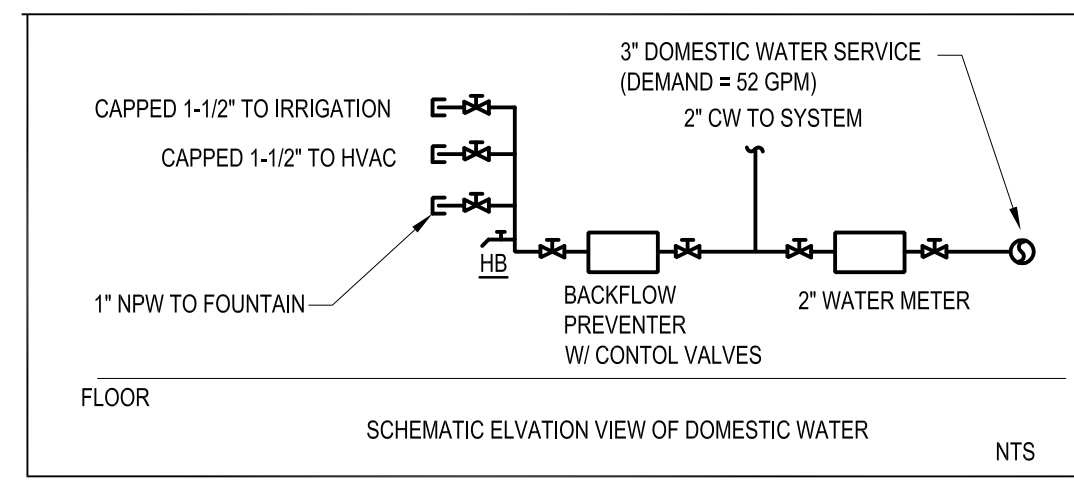 3" DOMESTIC WATER SERVICE
(DEMAND = 52 GPM)
2" CW TO SYSTEM
CAPPED 1-1/2" TO IRRIGATION
CAPPED 1-1/2" TO HVAC
HB
1" NPW TO FOUNTAIN
BACKFLOW
PREVENTER
W/ CONTOL VALVES
2" WATER METER
FLOOR
SCHEMATIC ELVATION VIEW OF DOMESTIC WATER
NTS